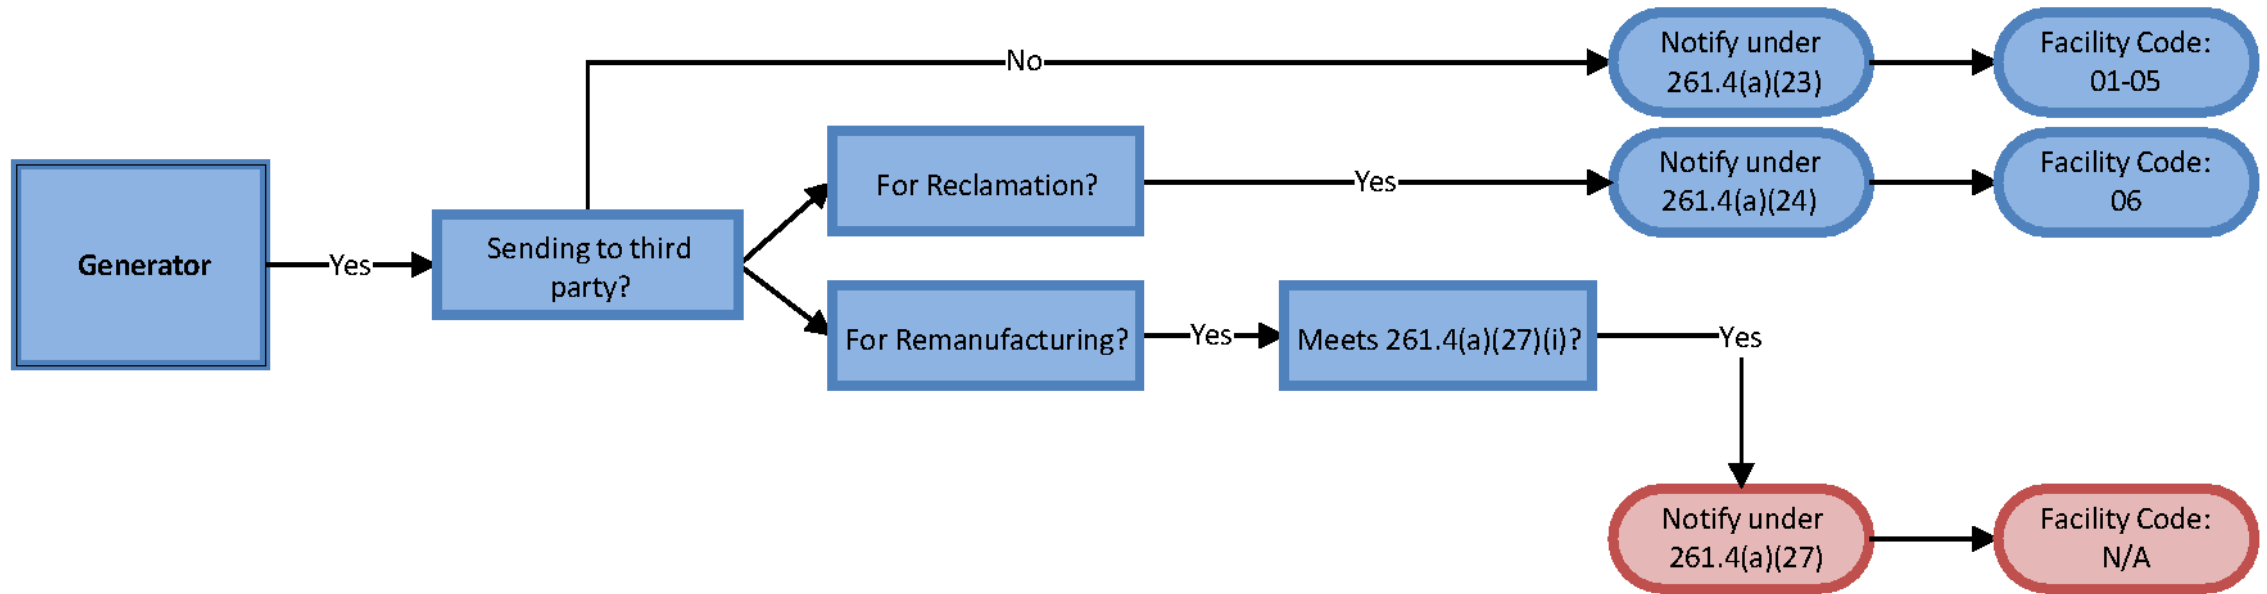 No
Notify under
261.4(a)(23)
Facility Code:
01-05
For Reclamation?
Yes
Notify under
261.4(a)(24)
Facility Code:
06
Generator
Yes
Sending to third
party?
For Remanufacturing?
Yes
Meets 261.4(a)(27)(i)?
Yes
Notify under
261.4(a)(27)
Facility Code:
N/A